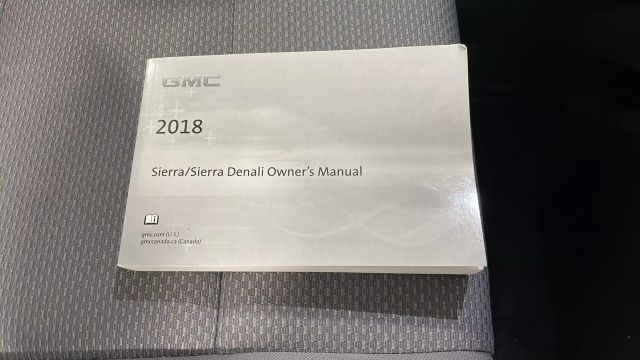 GMC
2018
Sierra/Sierra Denali Owner's Manual
gmc.com (U.S.)
gmccanada.ca (Canada)